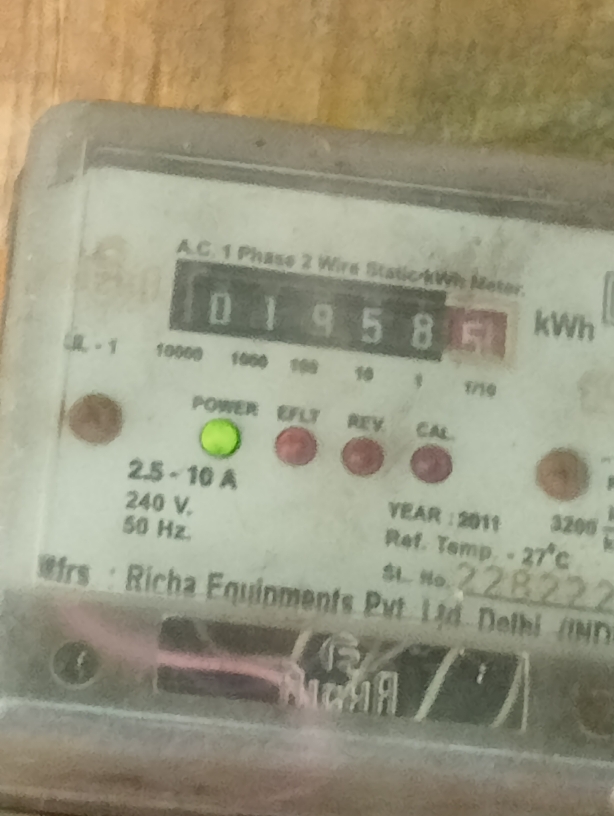 A.C. 1 Phase 2 Wire Static kWh Meter.
0 1 9 5 8 5 kWh
10000 1000 100 10 1 1/10
POWER EFLT REV. CAL.
2.5 - 10 A
240 V.
50 Hz.
YEAR : 2011 3200
Ref. Temp. - 27°C
SL. No. 228222
Mfrs : Richa Equipments Pvt. Ltd. Delhi (IND